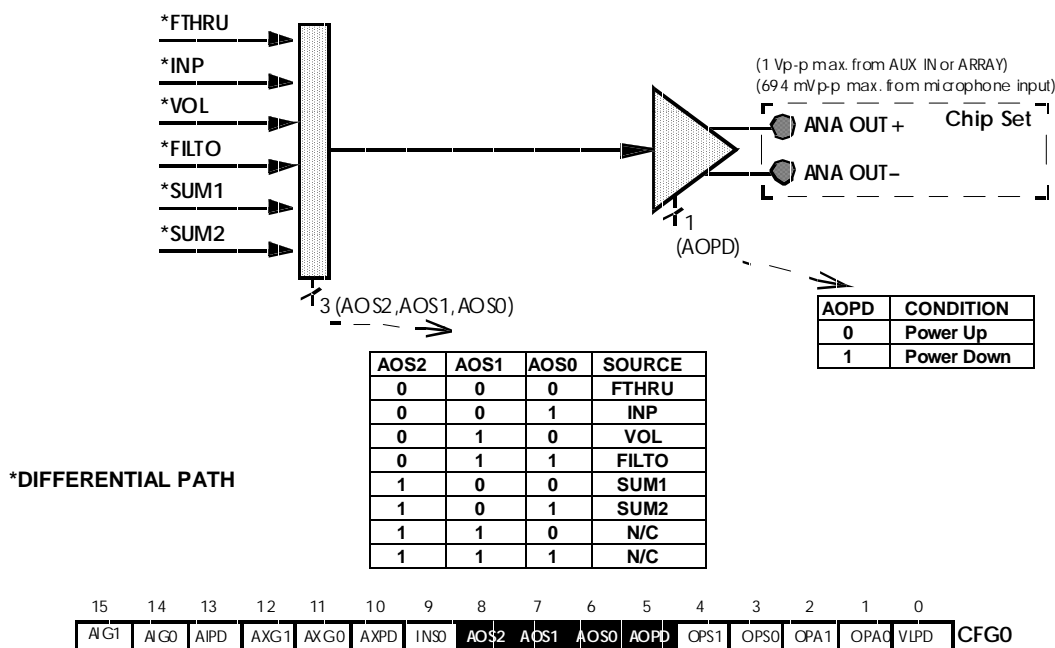 *FTHRU
*INP
*VOL
*FILTO
*SUM1
*SUM2
(1 Vp-p max. from AUX IN or ARRAY)
(694 mVp-p max. from microphone input)
ANA OUT+ Chip Set
ANA OUT–
1
(AOPD)
3 (AOS2,AOS1,AOS0)
AOPD CONDITION
0 Power Up
1 Power Down
AOS2 AOS1 AOS0 SOURCE
0 0 0 FTHRU
0 0 1 INP
0 1 0 VOL
0 1 1 FILTO
1 0 0 SUM1
1 0 1 SUM2
1 1 0 N/C
1 1 1 N/C
*DIFFERENTIAL PATH
15 14 13 12 11 10 9 8 7 6 5 4 3 2 1 0
AIG1 AIG0 AIPD AXG1 AXG0 AXPD INS0 AOS2 AOS1 AOS0 AOPD OPS1 OPS0 OPA1 OPA0 VLPD CFG0